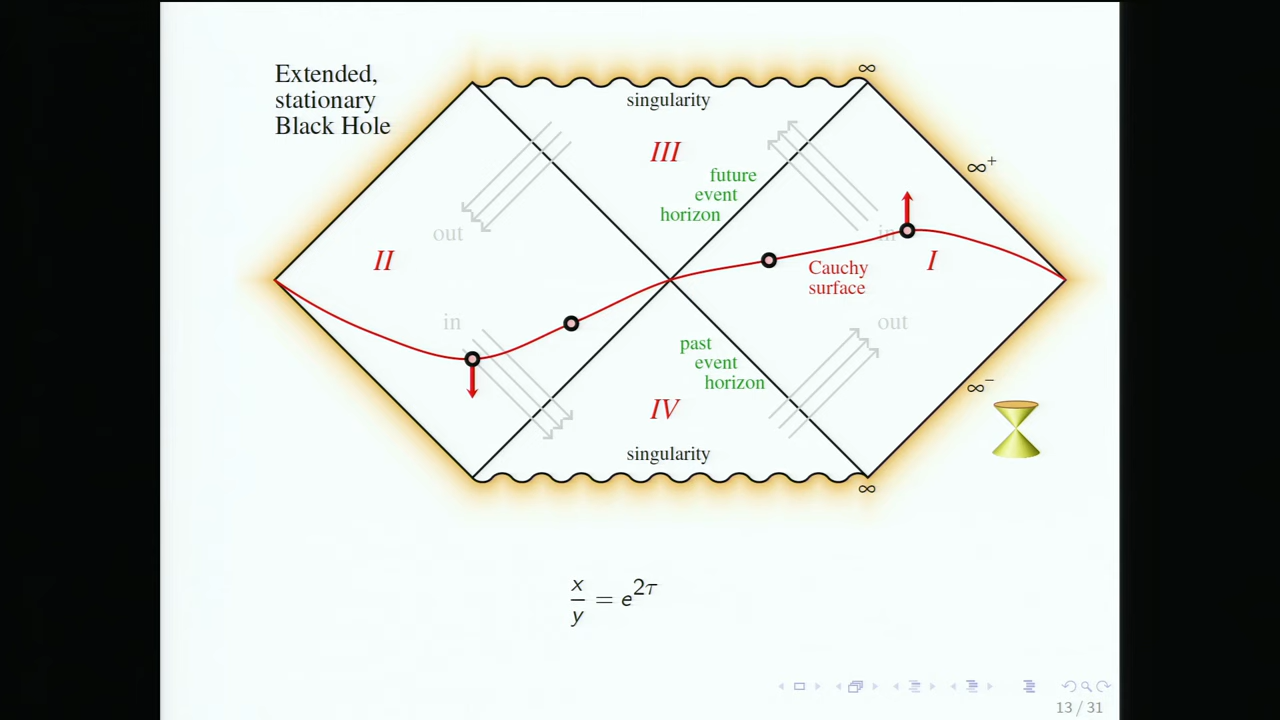 Extended,
stationary
Black Hole
∞
singularity
III
∞⁺
future
event
horizon
out
in
II
I
Cauchy
surface
in
out
past
event
horizon
∞⁻
IV
singularity
∞
x/y = e^{2τ}
13 / 31